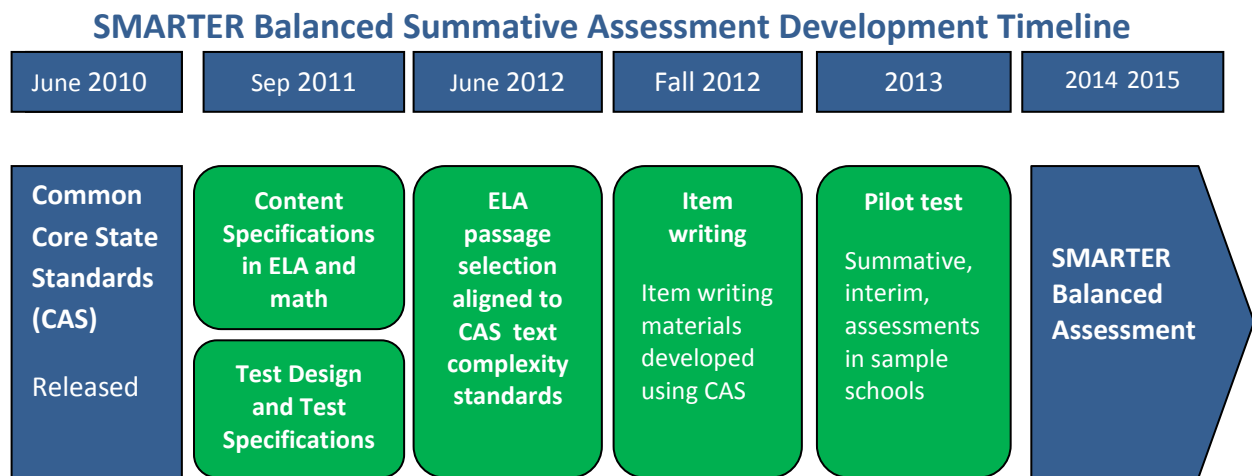 SMARTER Balanced Summative Assessment Development Timeline
June 2010
Sep 2011
June 2012
Fall 2012
2013
2014 2015
Common
Core State
Standards
(CAS)
Released
Content
Specifications
in ELA and
math
Test Design
and Test
Specifications
ELA
passage
selection
aligned to
CAS text
complexity
standards
Item
writing
Item writing
materials
developed
using CAS
Pilot test
Summative,
interim,
assessments
in sample
schools
SMARTER
Balanced
Assessment